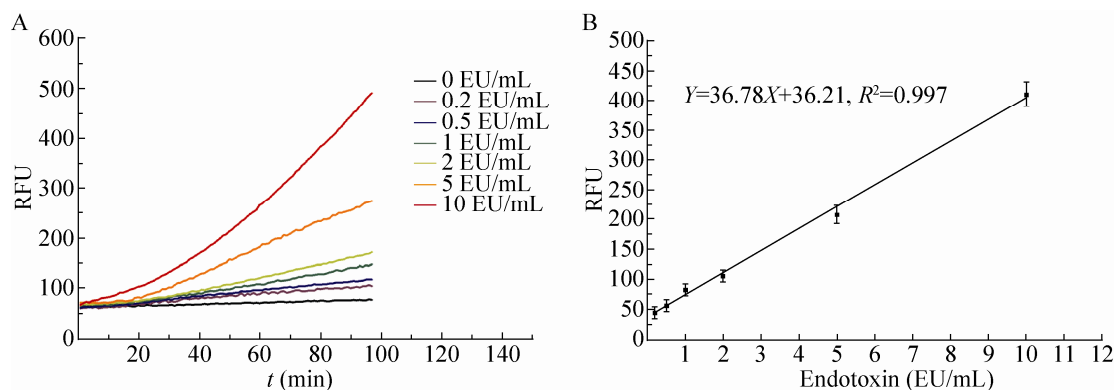 A
600
500
400
300
200
100
0
RFU
20 40 60 80 100 120 140
t (min)
0 EU/mL
0.2 EU/mL
0.5 EU/mL
1 EU/mL
2 EU/mL
5 EU/mL
10 EU/mL
B
500
450
400
350
300
250
200
150
100
50
0
RFU
Y=36.78X+36.21, R²=0.997
1 2 3 4 5 6 7 8 9 10 11 12
Endotoxin (EU/mL)